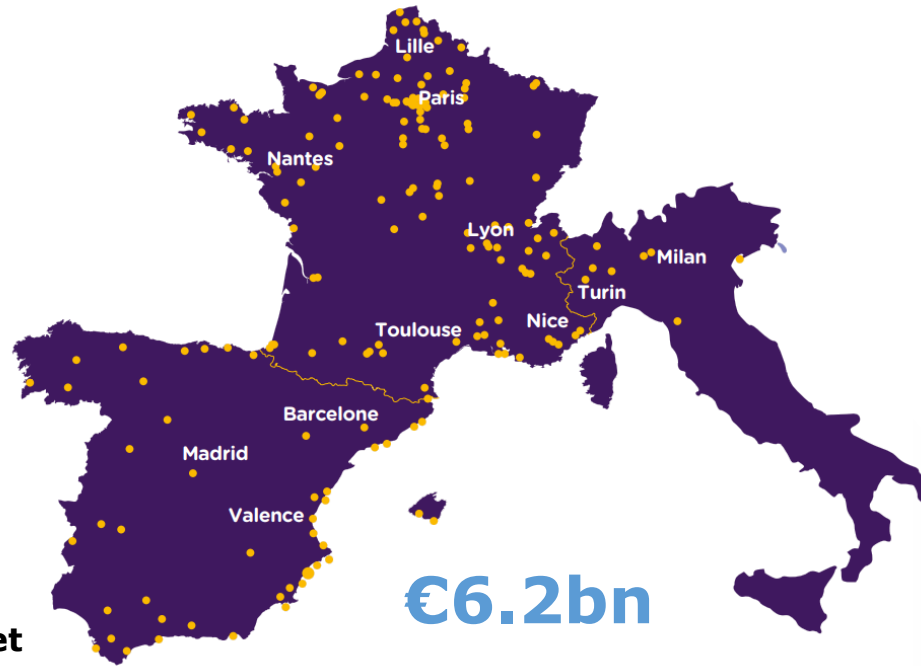 Lille
Paris
Nantes
Lyon
Milan
Turin
Nice
Toulouse
Barcelone
Madrid
Valence
€6.2bn
et